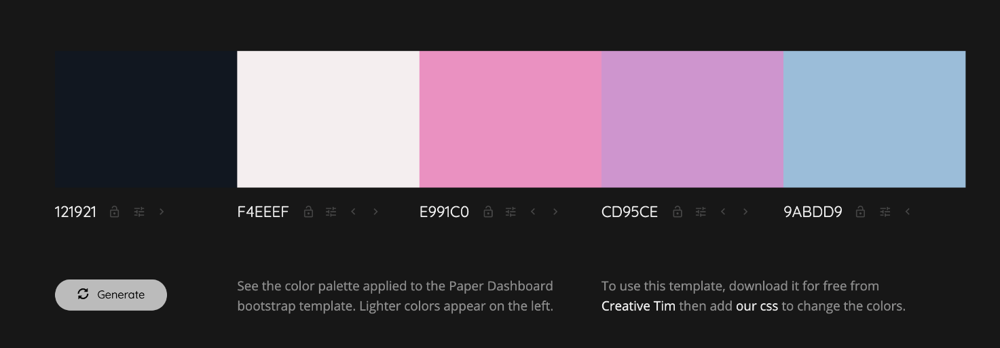 121921
F4EEEF
E991C0
CD95CE
9ABDD9
Generate
See the color palette applied to the Paper Dashboard
bootstrap template. Lighter colors appear on the left.
To use this template, download it for free from
Creative Tim then add our css to change the colors.